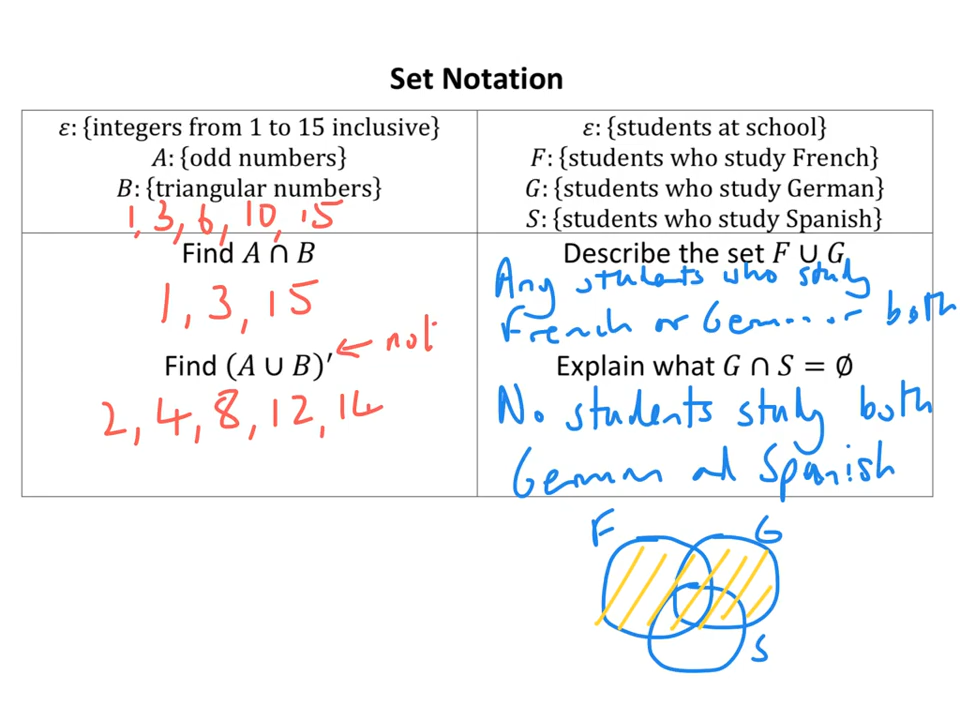 Set Notation
ε: {integers from 1 to 15 inclusive}
A: {odd numbers}
B: {triangular numbers}
1, 3, 6, 10, 15
Find A ∩ B
1, 3, 15
Find (A ∪ B)′ ← not
2, 4, 8, 12, 14
ε: {students at school}
F: {students who study French}
G: {students who study German}
S: {students who study Spanish}
Describe the set F ∪ G
Any students who study
French or German or both
Explain what G ∩ S = ∅
No students study both
German and Spanish
F
G
S